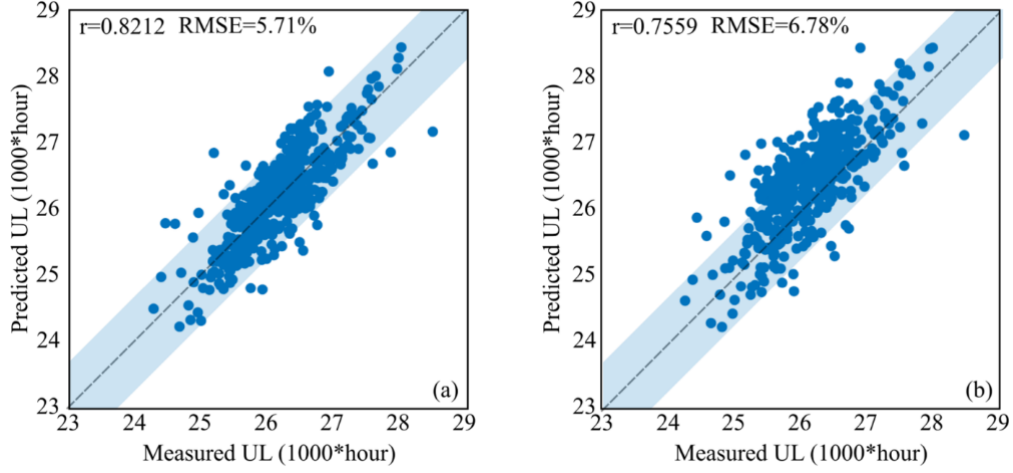 r=0.8212 RMSE=5.71%
29
28
27
26
25
24
23
Predicted UL (1000*hour)
(a)
23 24 25 26 27 28 29
Measured UL (1000*hour)
r=0.7559 RMSE=6.78%
29
28
27
26
25
24
23
Predicted UL (1000*hour)
(b)
23 24 25 26 27 28 29
Measured UL (1000*hour)